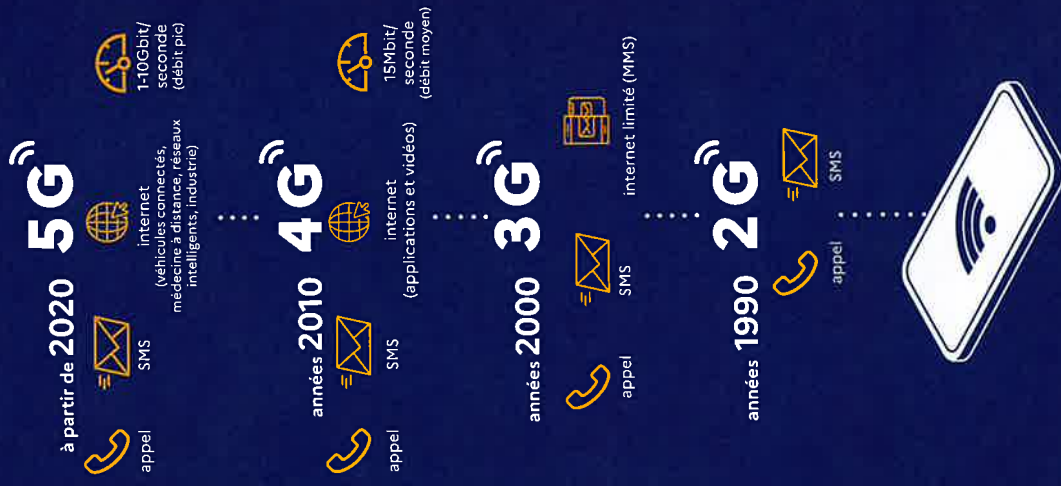 à partir de 2020 5G
appel
SMS
internet
(véhicules connectés,
médecine à distance, réseaux
intelligents, industrie)
1-10Gbit/
seconde
(débit pic)
années 2010 4G
appel
SMS
internet
(applications et vidéos)
15Mbit/
seconde
(débit moyen)
années 2000 3G
appel
SMS
internet limité (MMS)
années 1990 2G
appel
SMS